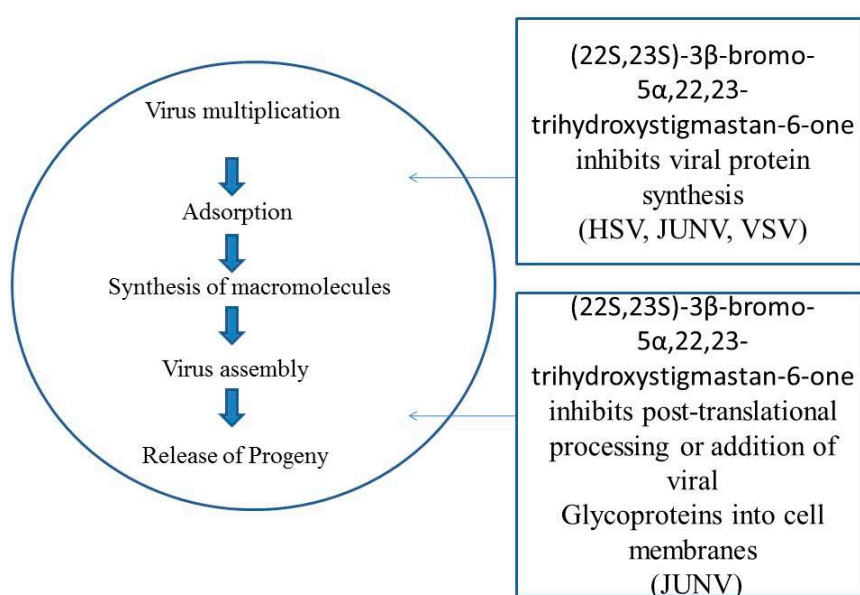 Virus multiplication
Adsorption
Synthesis of macromolecules
Virus assembly
Release of Progeny
(22S,23S)-3β-bromo-
5α,22,23-
trihydroxystigmastan-6-one
inhibits viral protein
synthesis
(HSV, JUNV, VSV)
(22S,23S)-3β-bromo-
5α,22,23-
trihydroxystigmastan-6-one
inhibits post-translational
processing or addition of
viral
Glycoproteins into cell
membranes
(JUNV)